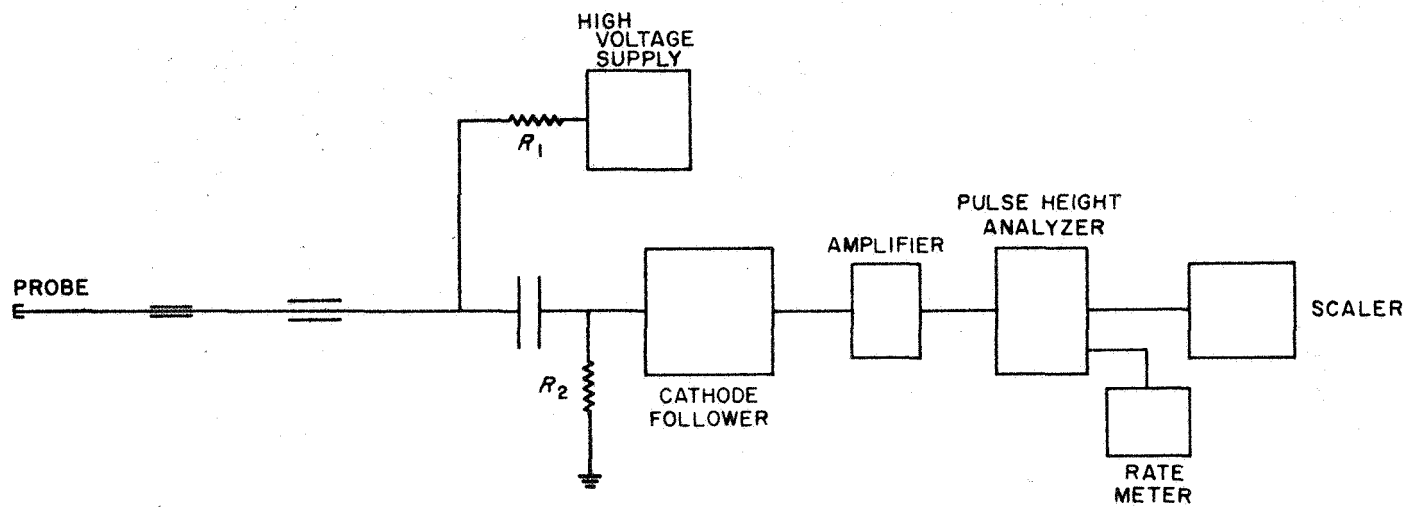 HIGH
VOLTAGE
SUPPLY
R1
PULSE HEIGHT
ANALYZER
AMPLIFIER
PROBE
SCALER
R2
CATHODE
FOLLOWER
RATE
METER